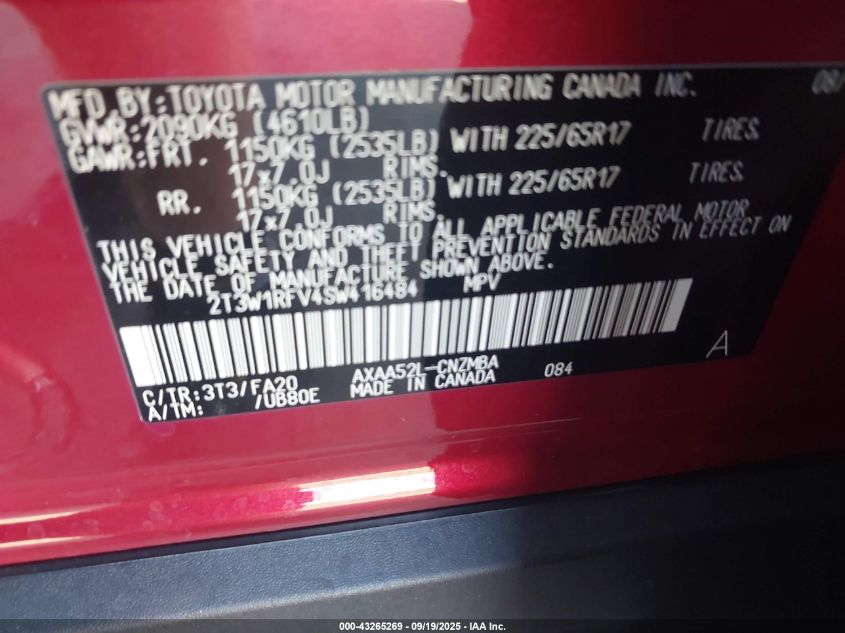 MFD. BY: TOYOTA MOTOR MANUFACTURING CANADA INC. 08/
GVWR: 2090KG (4610LB)
GAWR: FRT. 1150KG (2535LB) WITH 225/65R17 TIRES
17x7.0J RIMS.
RR. 1150KG (2535LB) WITH 225/65R17 TIRES
17x7.0J RIMS.
THIS VEHICLE CONFORMS TO ALL APPLICABLE FEDERAL MOTOR
VEHICLE SAFETY AND THEFT PREVENTION STANDARDS IN EFFECT ON
THE DATE OF MANUFACTURE SHOWN ABOVE.
2T3W1RFV4SW416484 MPV
A
C/TR: 3T3/FA20 AXAA52L-CNZMBA 084
A/TM: /UB80E MADE IN CANADA
000-43265269 - 09/19/2025 - IAA Inc.